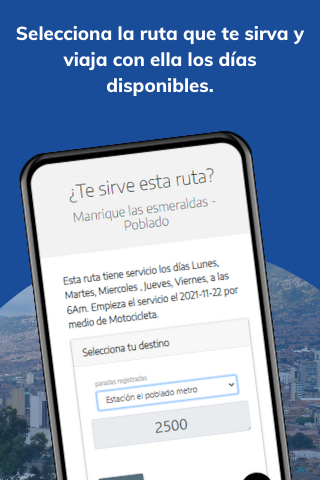 Selecciona la ruta que te sirva y
viaja con ella los días
disponibles.
¿Te sirve esta ruta?
Manrique las esmeraldas -
Poblado
Esta ruta tiene servicio los días Lunes,
Martes, Miercoles , Jueves, Viernes, a las
6Am. Empieza el servicio el 2021-11-22 por
medio de Motocicleta.
Selecciona tu destino
paradas registradas
Estación el poblado metro
2500